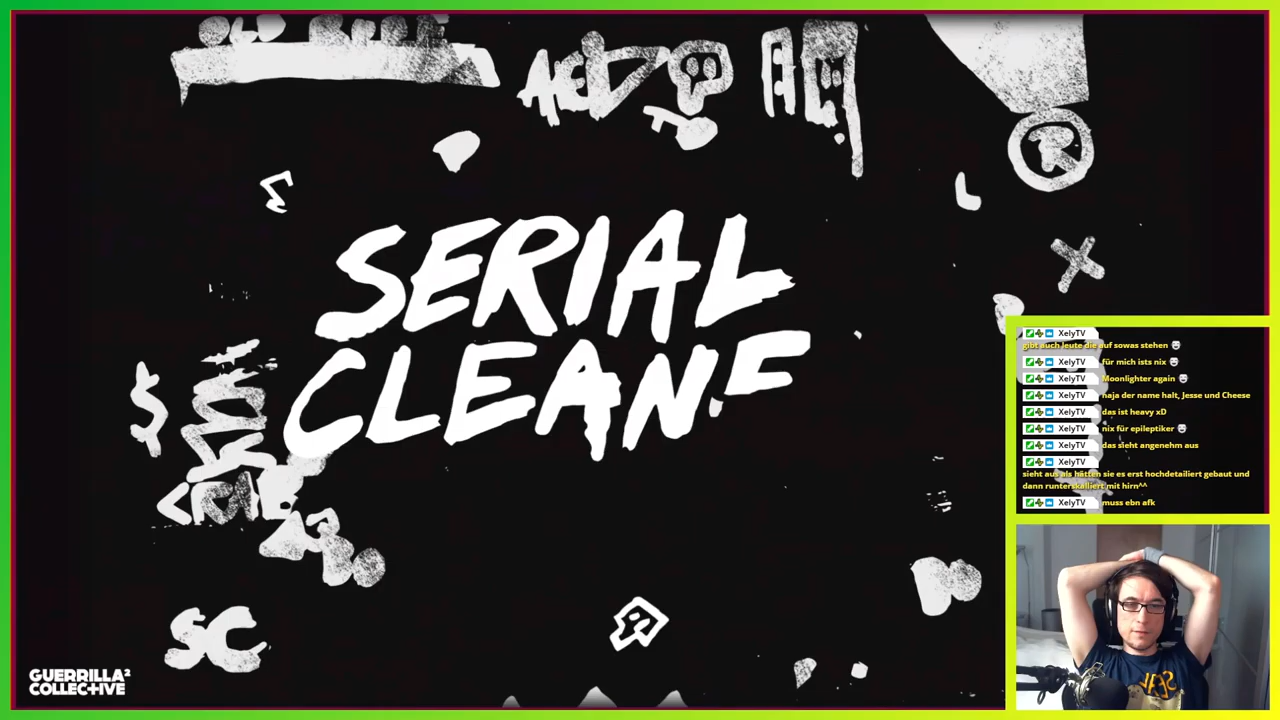 SERIAL
CLEANE
SC
R
GUERRILLA²
COLLECTIVE
XelyTV
gibt auch leute die auf sowas stehen
XelyTV für mich ists nix
XelyTV Moonlighter again
XelyTV naja der name halt, Jesse und Cheese
XelyTV das ist heavy xD
XelyTV nix für epileptiker
XelyTV das sieht angenehm aus
XelyTV
sieht aus als hätten sie es erst hochdetailiert gebaut und
dann runterskalliert mit hirn^^
XelyTV muss ebn afk